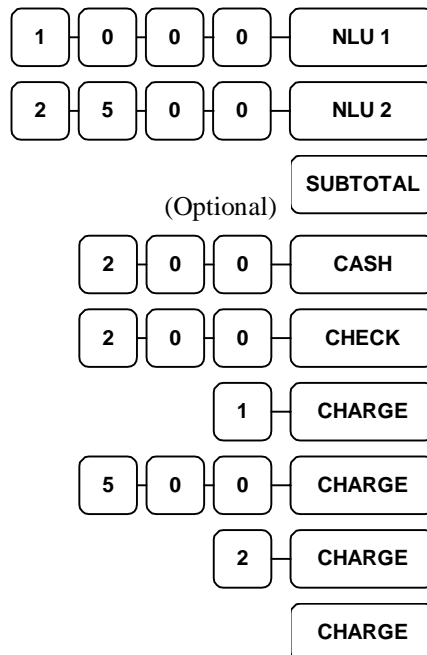 1 0 0 0 NLU 1
2 5 0 0 NLU 2
SUBTOTAL
(Optional)
2 0 0 CASH
2 0 0 CHECK
1 CHARGE
5 0 0 CHARGE
2 CHARGE
CHARGE